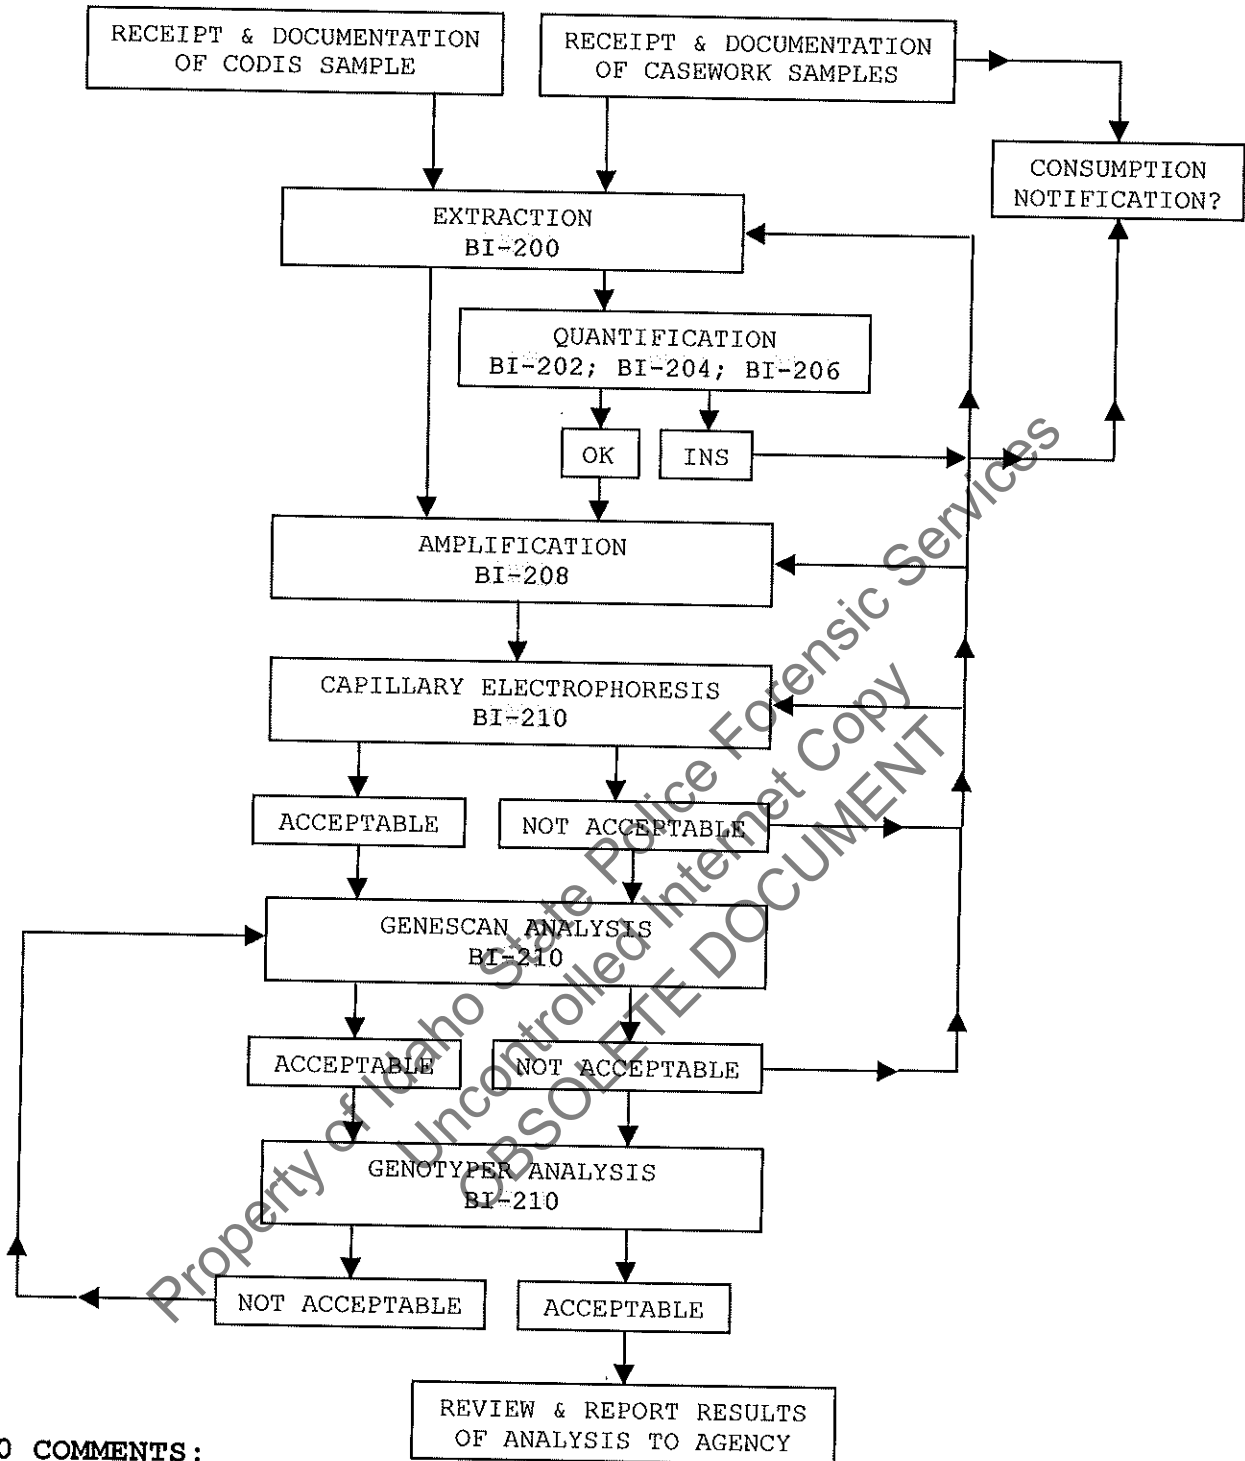 RECEIPT & DOCUMENTATION
OF CODIS SAMPLE
RECEIPT & DOCUMENTATION
OF CASEWORK SAMPLES
CONSUMPTION
NOTIFICATION?
EXTRACTION
BI-200
QUANTIFICATION
BI-202; BI-204; BI-206
OK
INS
AMPLIFICATION
BI-208
CAPILLARY ELECTROPHORESIS
BI-210
ACCEPTABLE
NOT ACCEPTABLE
GENESCAN ANALYSIS
BI-210
ACCEPTABLE
NOT ACCEPTABLE
GENOTYPER ANALYSIS
BI-210
NOT ACCEPTABLE
ACCEPTABLE
REVIEW & REPORT RESULTS
OF ANALYSIS TO AGENCY
0 COMMENTS:
Property of Idaho State Police Forensic Services
Uncontrolled Internet Copy
OBSOLETE DOCUMENT